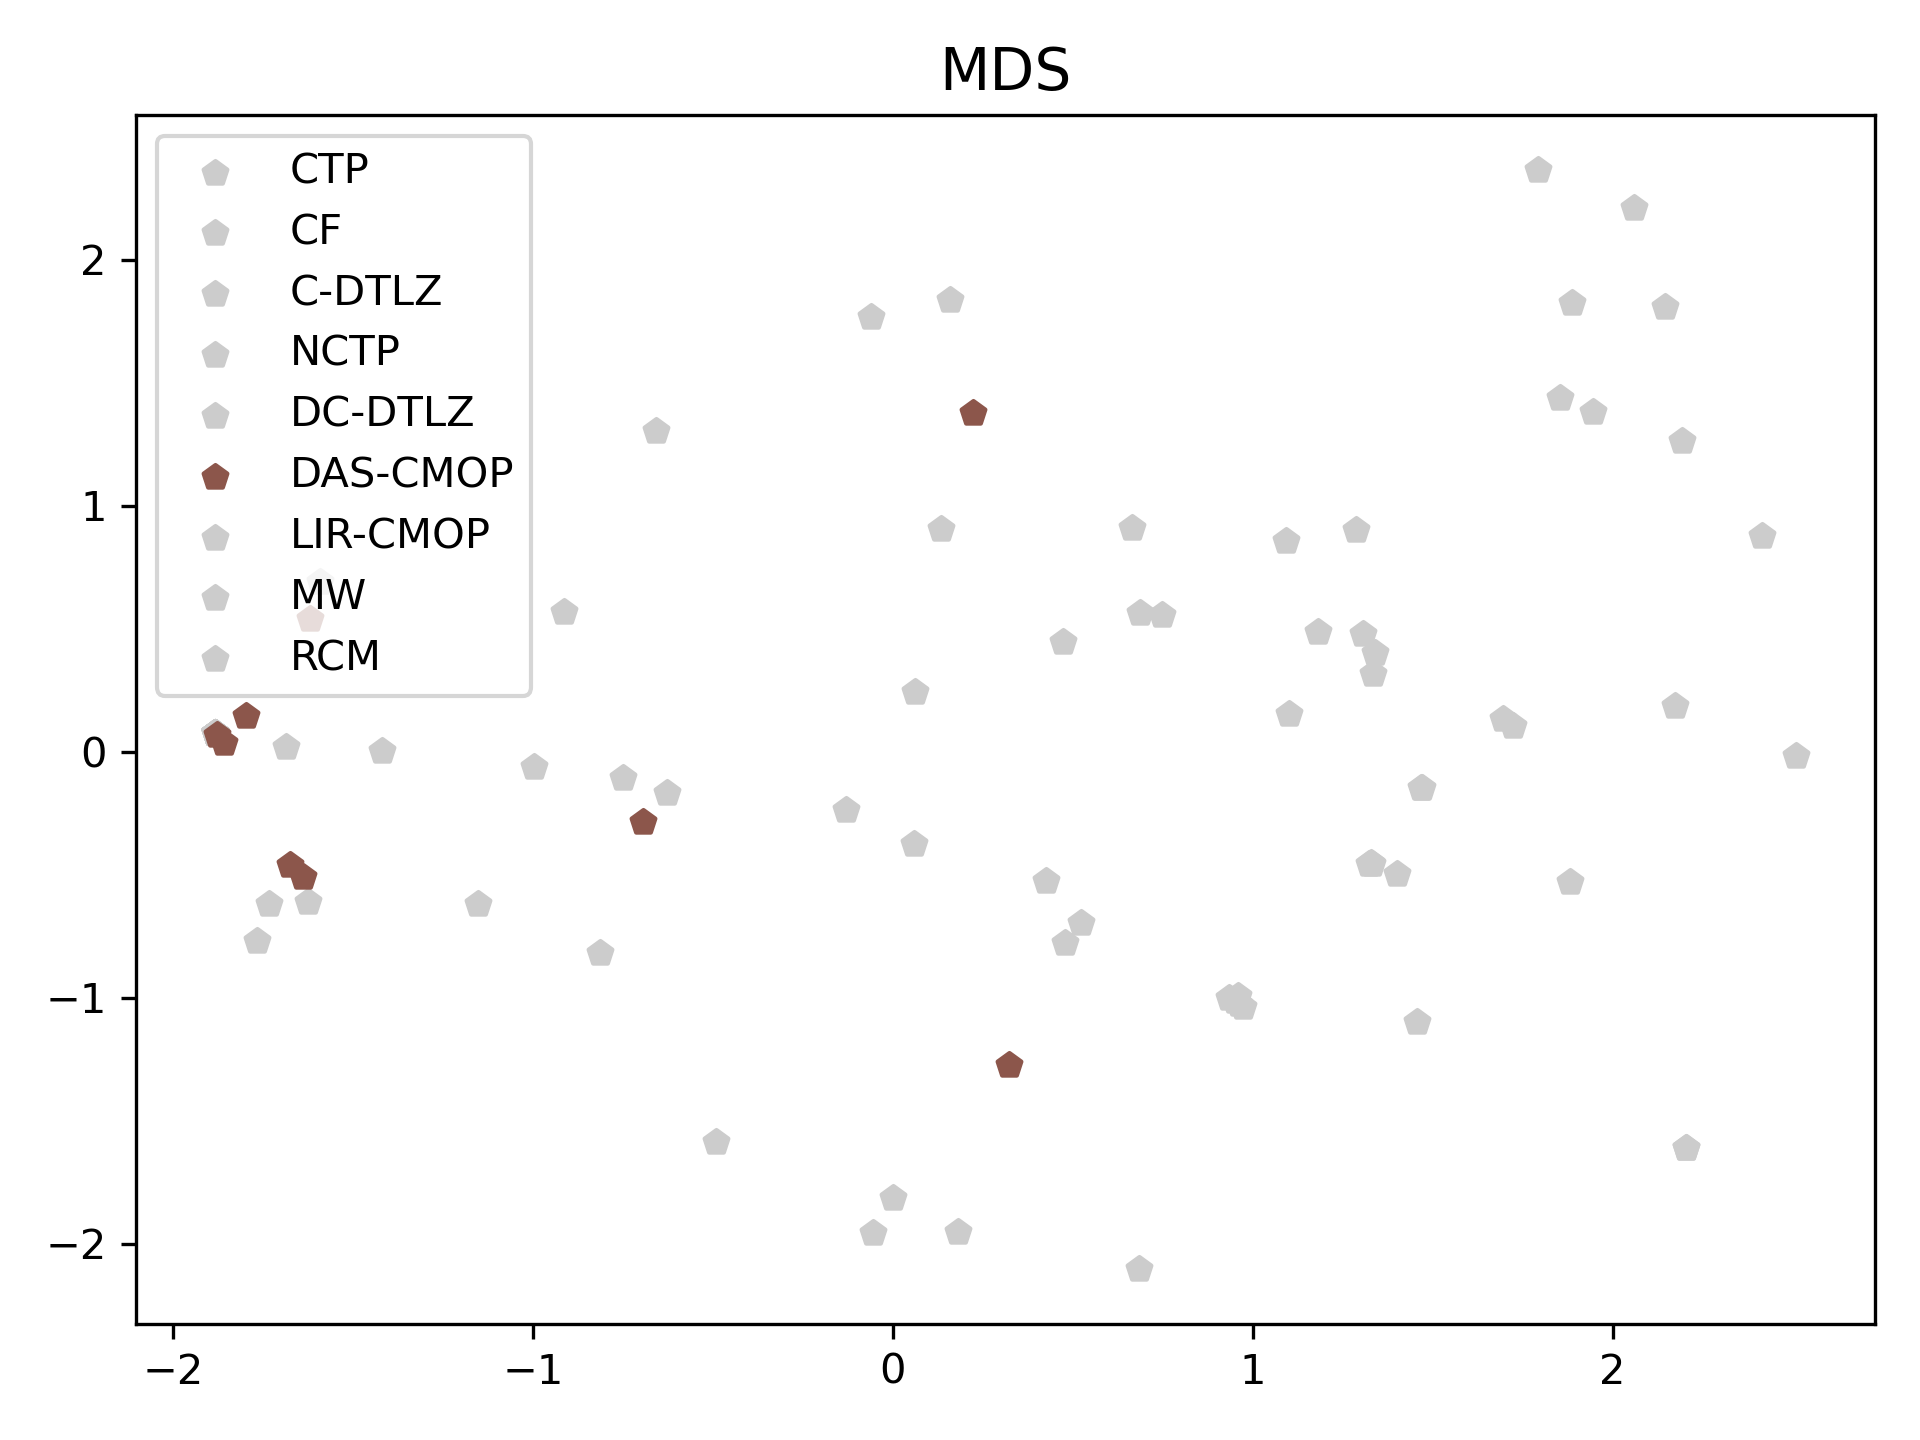 MDS
CTP
CF
C-DTLZ
NCTP
DC-DTLZ
DAS-CMOP
LIR-CMOP
MW
RCM
2
1
0
−1
−2
−2 −1 0 1 2